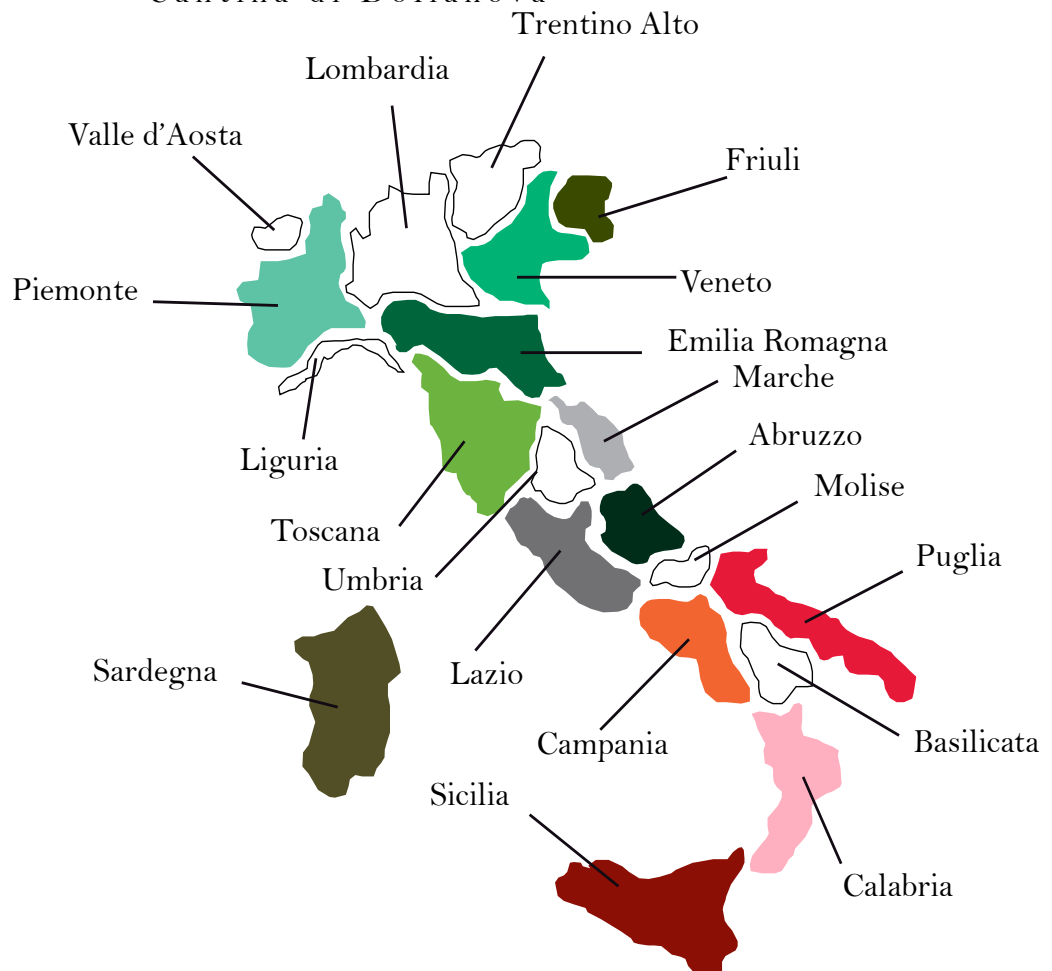 Trentino Alto
Lombardia
Valle d’Aosta
Friuli
Piemonte
Veneto
Emilia Romagna
Marche
Abruzzo
Liguria
Molise
Toscana
Umbria
Puglia
Sardegna
Lazio
Campania
Basilicata
Sicilia
Calabria